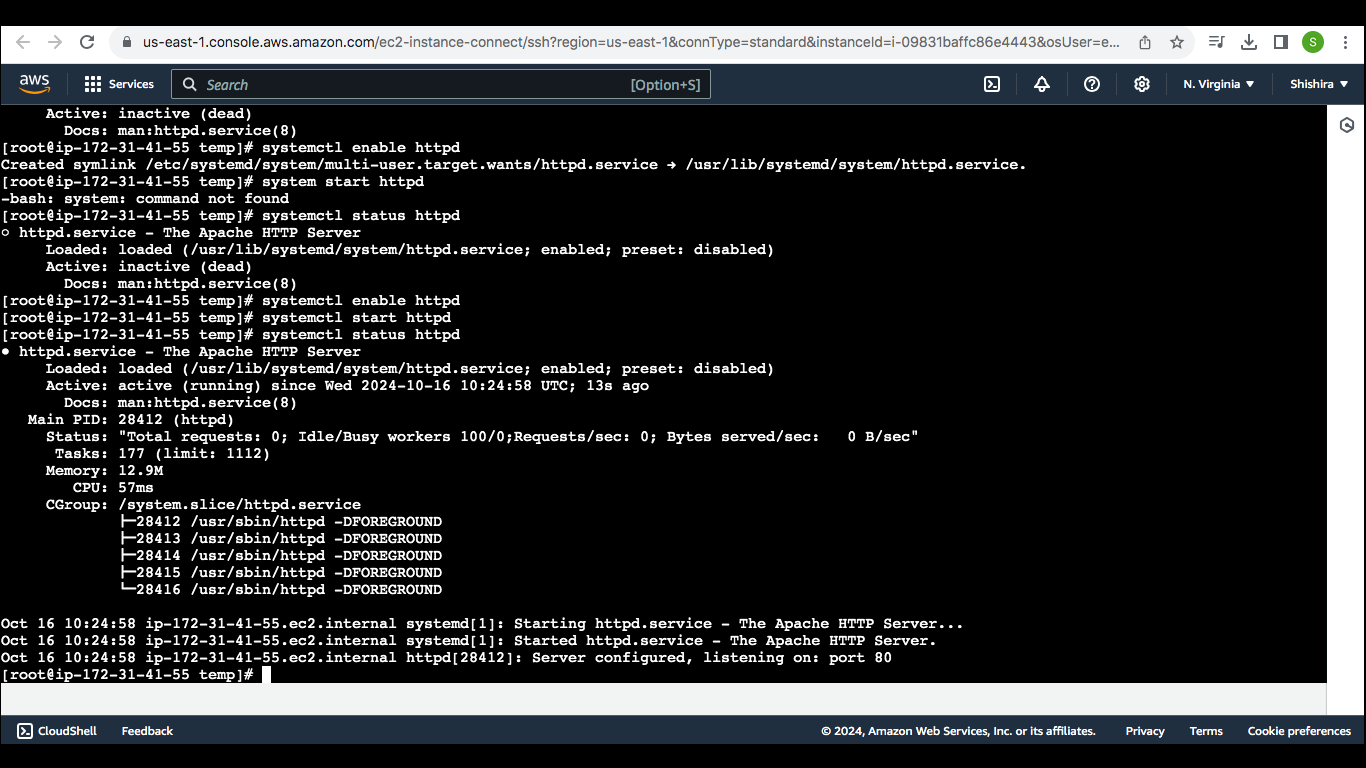 us-east-1.console.aws.amazon.com/ec2-instance-connect/ssh?region=us-east-1&connType=standard&instanceId=i-09831baffc86e4443&osUser=e... S
aws Services Search [Option+S] N. Virginia ▼ Shishira ▼
Active: inactive (dead)
Docs: man:httpd.service(8)
[root@ip-172-31-41-55 temp]# systemctl enable httpd
Created symlink /etc/systemd/system/multi-user.target.wants/httpd.service → /usr/lib/systemd/system/httpd.service.
[root@ip-172-31-41-55 temp]# system start httpd
-bash: system: command not found
[root@ip-172-31-41-55 temp]# systemctl status httpd
○ httpd.service - The Apache HTTP Server
Loaded: loaded (/usr/lib/systemd/system/httpd.service; enabled; preset: disabled)
Active: inactive (dead)
Docs: man:httpd.service(8)
[root@ip-172-31-41-55 temp]# systemctl enable httpd
[root@ip-172-31-41-55 temp]# systemctl start httpd
[root@ip-172-31-41-55 temp]# systemctl status httpd
● httpd.service - The Apache HTTP Server
Loaded: loaded (/usr/lib/systemd/system/httpd.service; enabled; preset: disabled)
Active: active (running) since Wed 2024-10-16 10:24:58 UTC; 13s ago
Docs: man:httpd.service(8)
Main PID: 28412 (httpd)
Status: "Total requests: 0; Idle/Busy workers 100/0;Requests/sec: 0; Bytes served/sec:   0 B/sec"
Tasks: 177 (limit: 1112)
Memory: 12.9M
CPU: 57ms
CGroup: /system.slice/httpd.service
├─28412 /usr/sbin/httpd -DFOREGROUND
├─28413 /usr/sbin/httpd -DFOREGROUND
├─28414 /usr/sbin/httpd -DFOREGROUND
├─28415 /usr/sbin/httpd -DFOREGROUND
└─28416 /usr/sbin/httpd -DFOREGROUND
Oct 16 10:24:58 ip-172-31-41-55.ec2.internal systemd[1]: Starting httpd.service - The Apache HTTP Server...
Oct 16 10:24:58 ip-172-31-41-55.ec2.internal systemd[1]: Started httpd.service - The Apache HTTP Server.
Oct 16 10:24:58 ip-172-31-41-55.ec2.internal httpd[28412]: Server configured, listening on: port 80
[root@ip-172-31-41-55 temp]#
CloudShell Feedback © 2024, Amazon Web Services, Inc. or its affiliates. Privacy Terms Cookie preferences